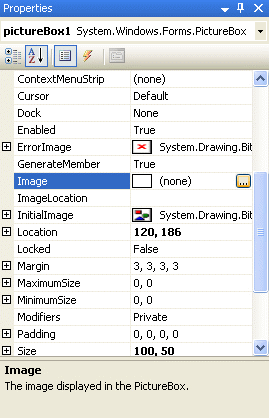 Properties
pictureBox1 System.Windows.Forms.PictureBox
ContextMenuStrip (none)
Cursor Default
Dock None
Enabled True
ErrorImage System.Drawing.Bit
GenerateMember True
Image (none)
ImageLocation
InitialImage System.Drawing.Bit
Location 120, 186
Locked False
Margin 3, 3, 3, 3
MaximumSize 0, 0
MinimumSize 0, 0
Modifiers Private
Padding 0, 0, 0, 0
Size 100, 50
Image
The image displayed in the PictureBox.